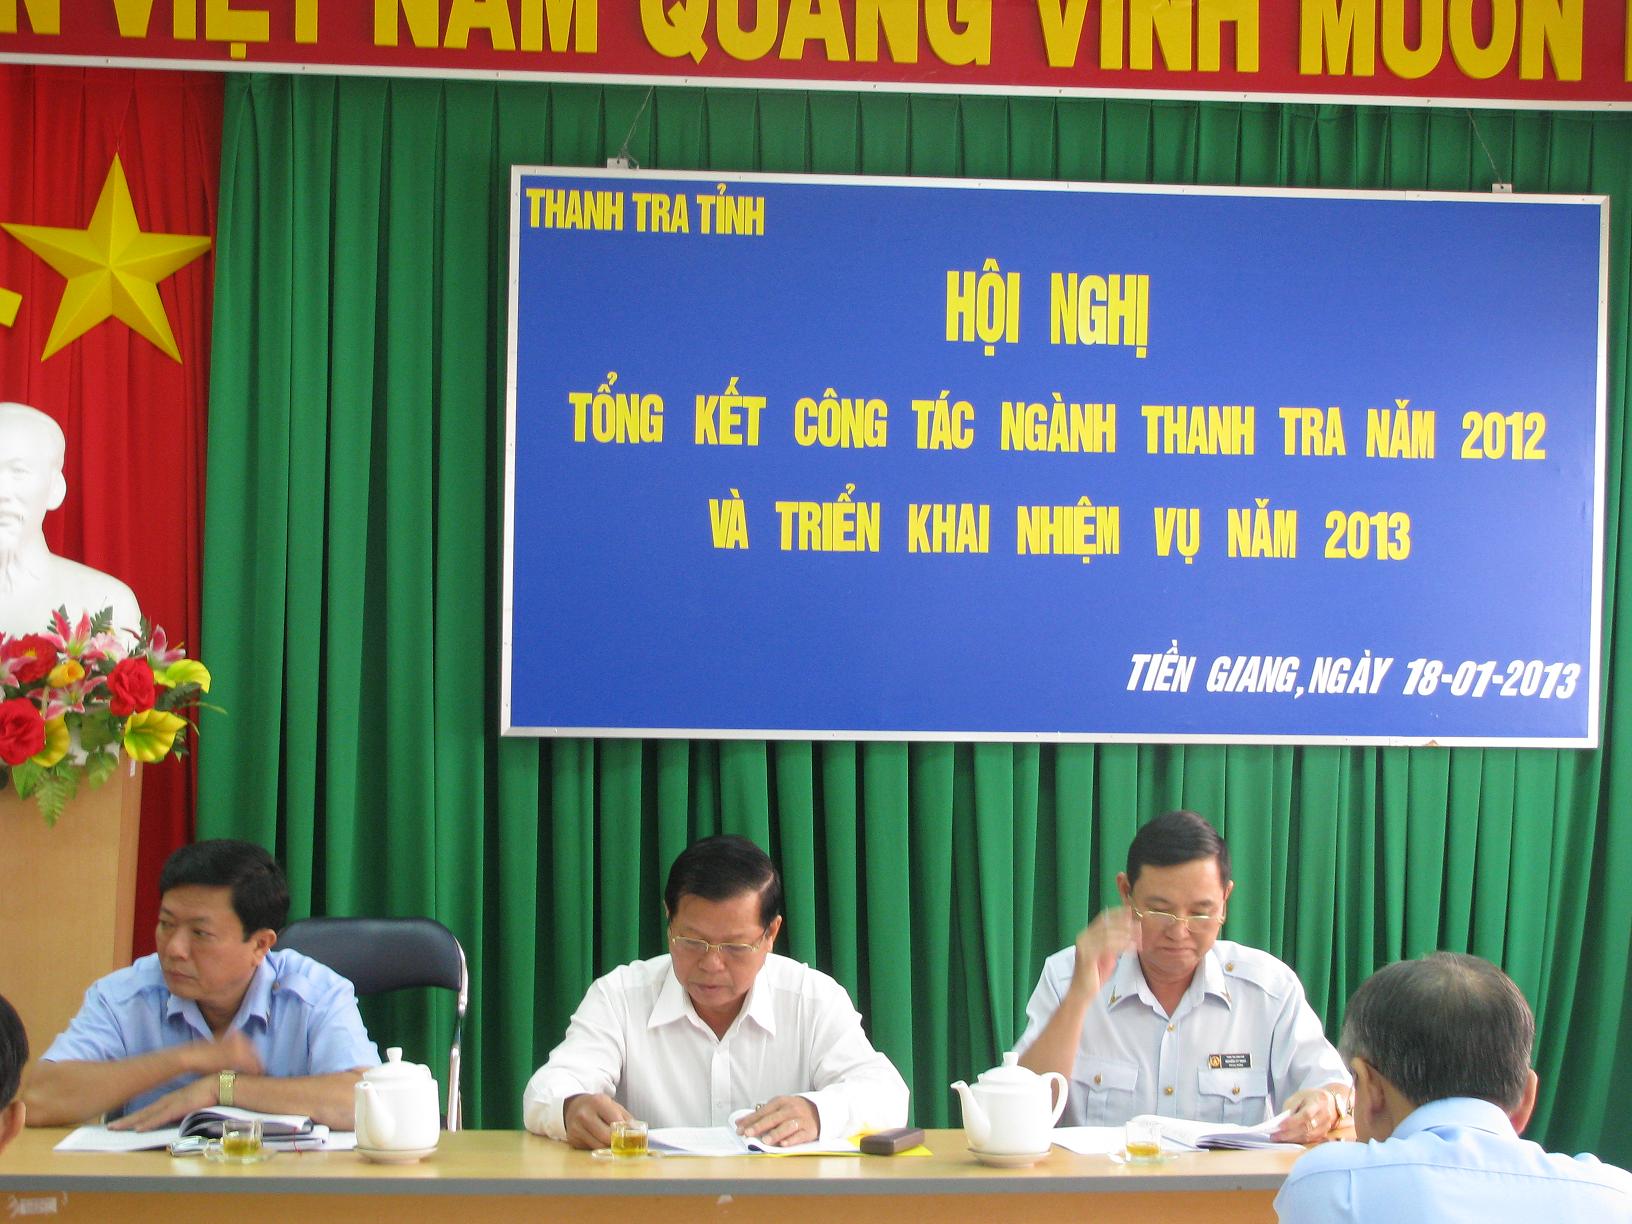 VIỆT NAM QUANG VINH MUÔN
THANH TRA TỈNH
HỘI NGHỊ
TỔNG KẾT CÔNG TÁC NGÀNH THANH TRA NĂM 2012
VÀ TRIỂN KHAI NHIỆM VỤ NĂM 2013
TIỀN GIANG, NGÀY 18-01-2013